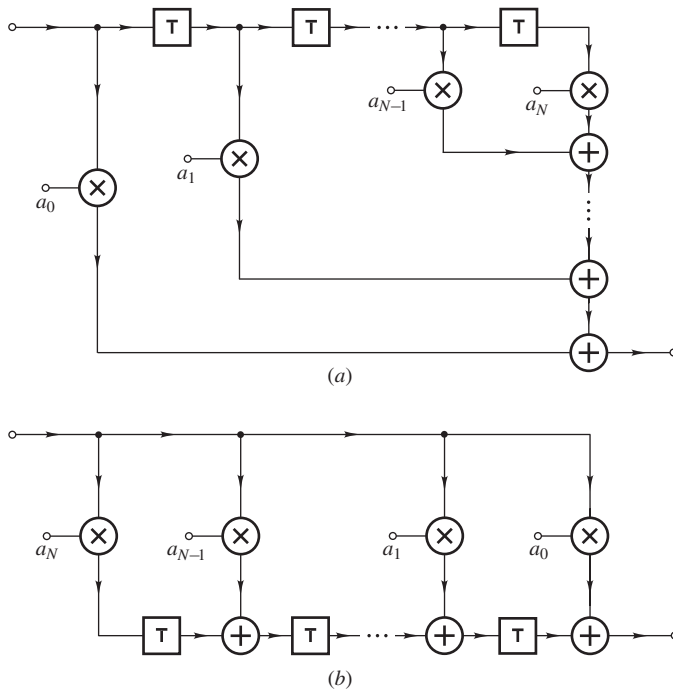 T T ··· T
a_{N−1} a_N
a_1
a_0
(a)
a_N a_{N−1} a_1 a_0
T T ··· T
(b)